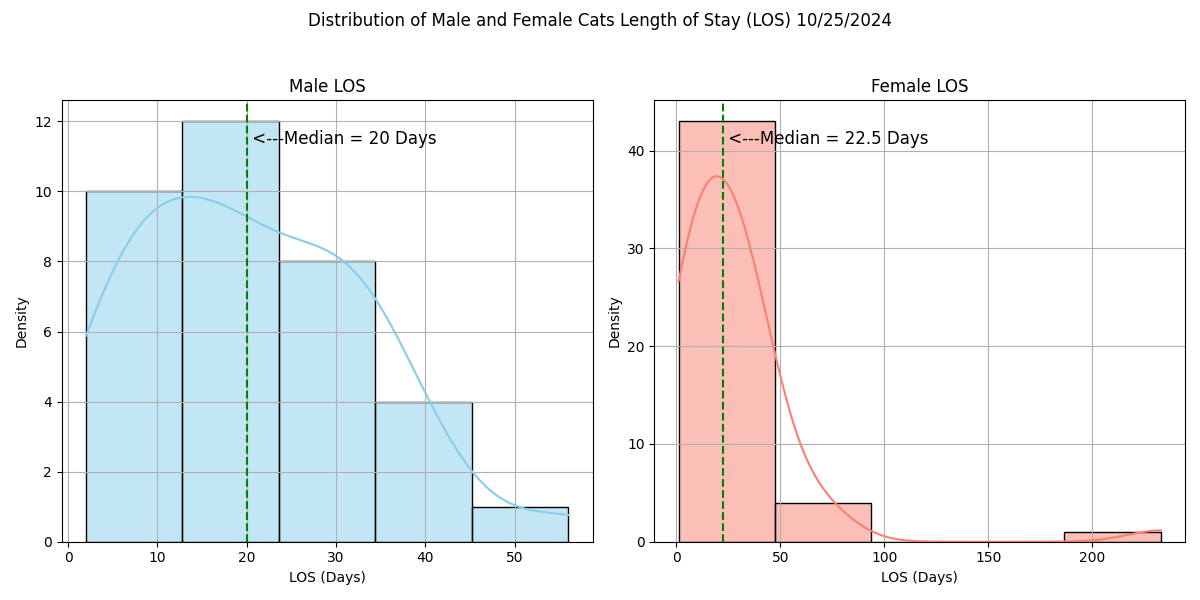 Distribution of Male and Female Cats Length of Stay (LOS) 10/25/2024
Male LOS
12
10
8
6
4
2
0
Density
<---Median = 20 Days
0 10 20 30 40 50
LOS (Days)
Female LOS
40
30
20
10
0
Density
<---Median = 22.5 Days
0 50 100 150 200
LOS (Days)